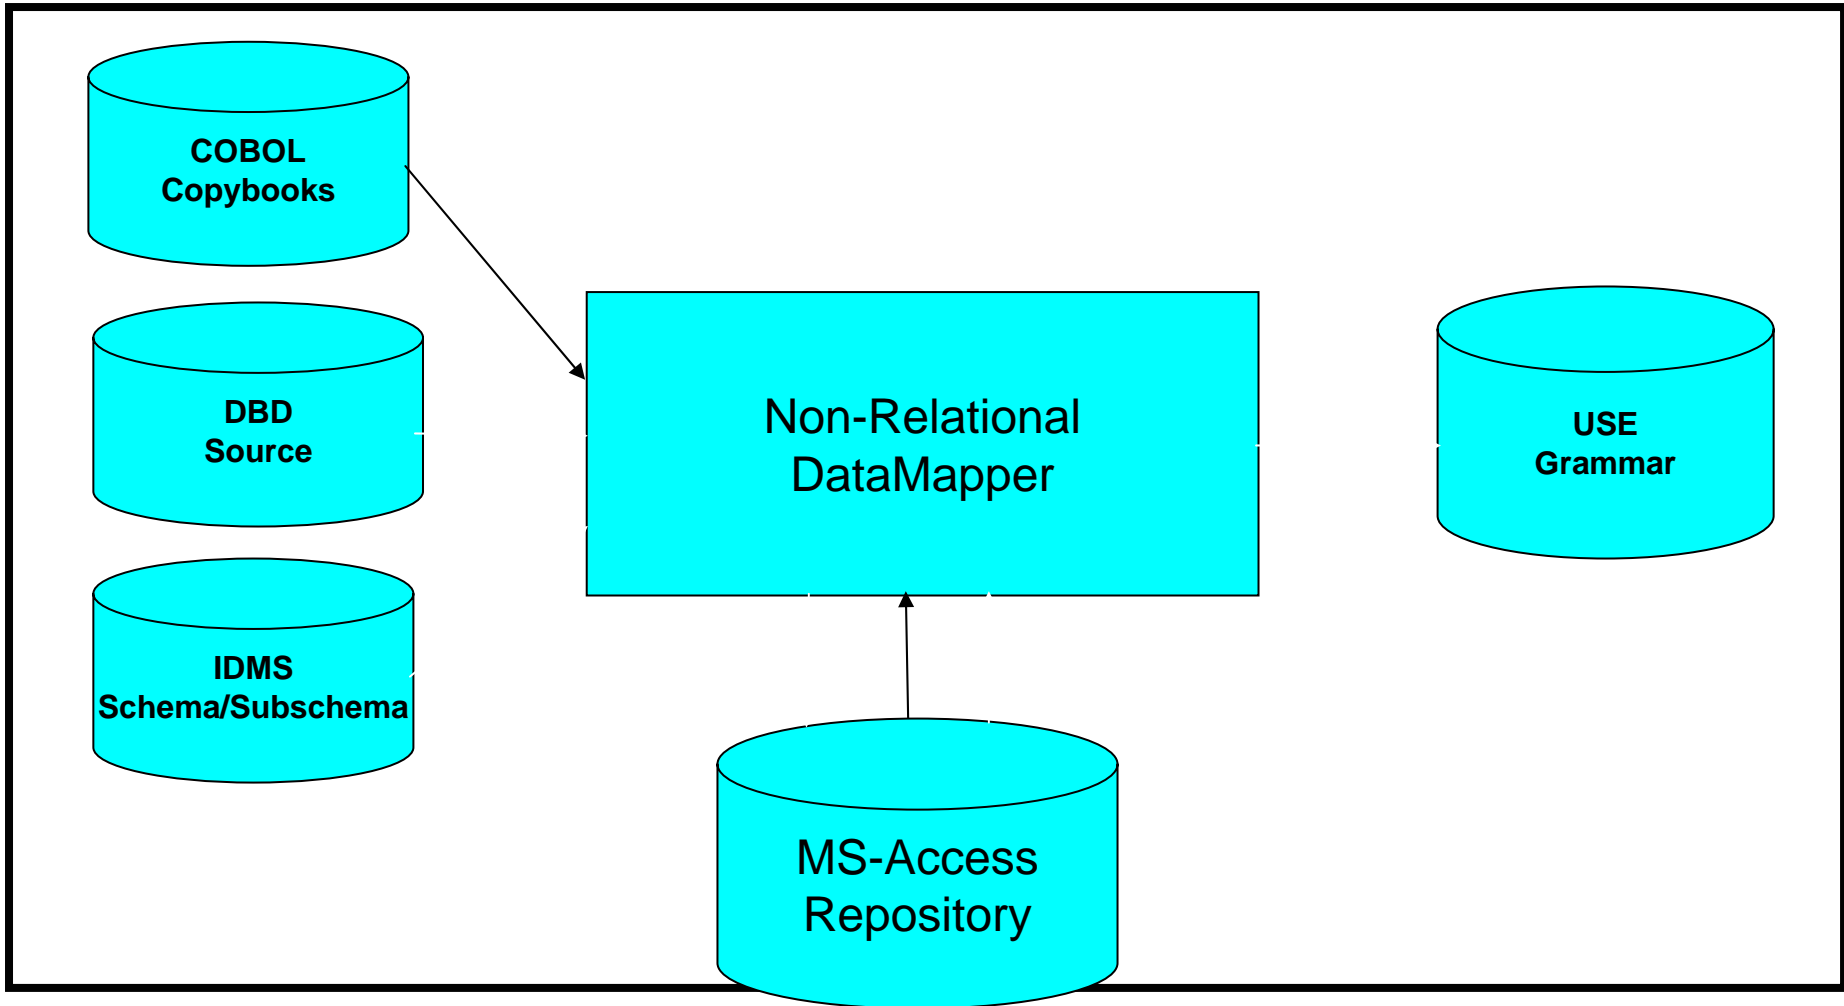 COBOL
Copybooks
DBD
Source
IDMS
Schema/Subschema
Non-Relational
DataMapper
USE
Grammar
MS-Access
Repository